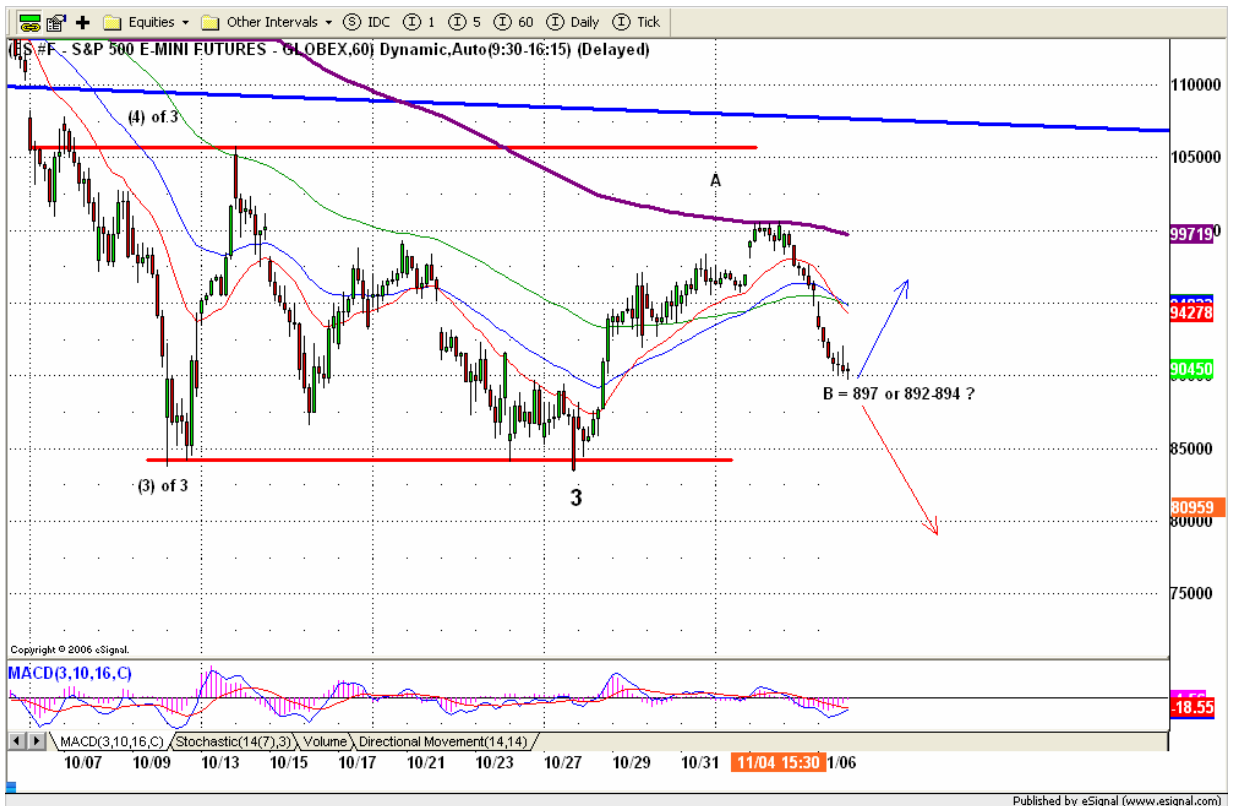 Equities Other Intervals S IDC I 1 I 5 I 60 I Daily I Tick
#F - S&P 500 E-MINI FUTURES - GLOBEX,60) Dynamic,Auto(9:30-16:15) (Delayed)
110000
(4) of 3
105000
A
99719
94278
90450
B = 897 or 892-894 ?
85000
(3) of 3
3
80959
80000
75000
Copyright © 2006 eSignal.
MACD(3,10,16,C)
-18.55
MACD(3,10,16,C) Stochastic(14(7),3) Volume Directional Movement(14,14)
10/07 10/09 10/13 10/15 10/17 10/21 10/23 10/27 10/29 10/31 11/04 15:30 1/06
Published by eSignal (www.esignal.com)